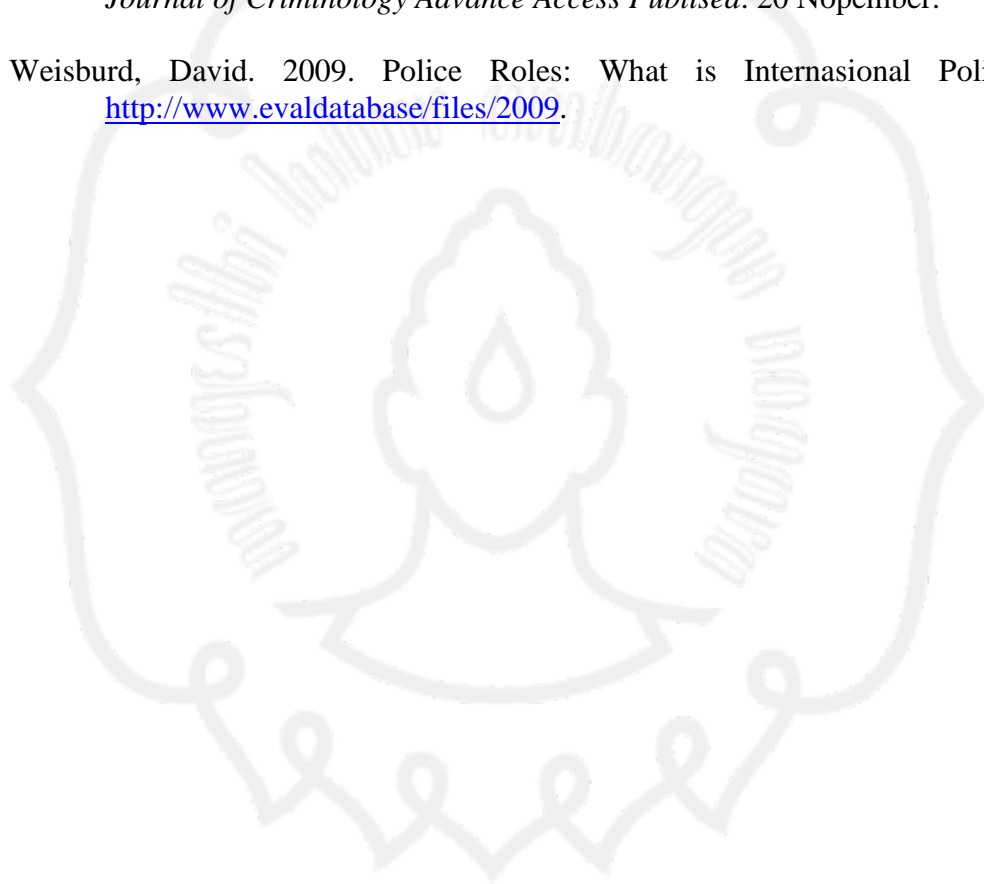 Journal of Criminology Advance Access Publised. 20 Nopember.
Weisburd, David. 2009. Police Roles: What is Internasional Poli
http://www.evaldatabase/files/2009.